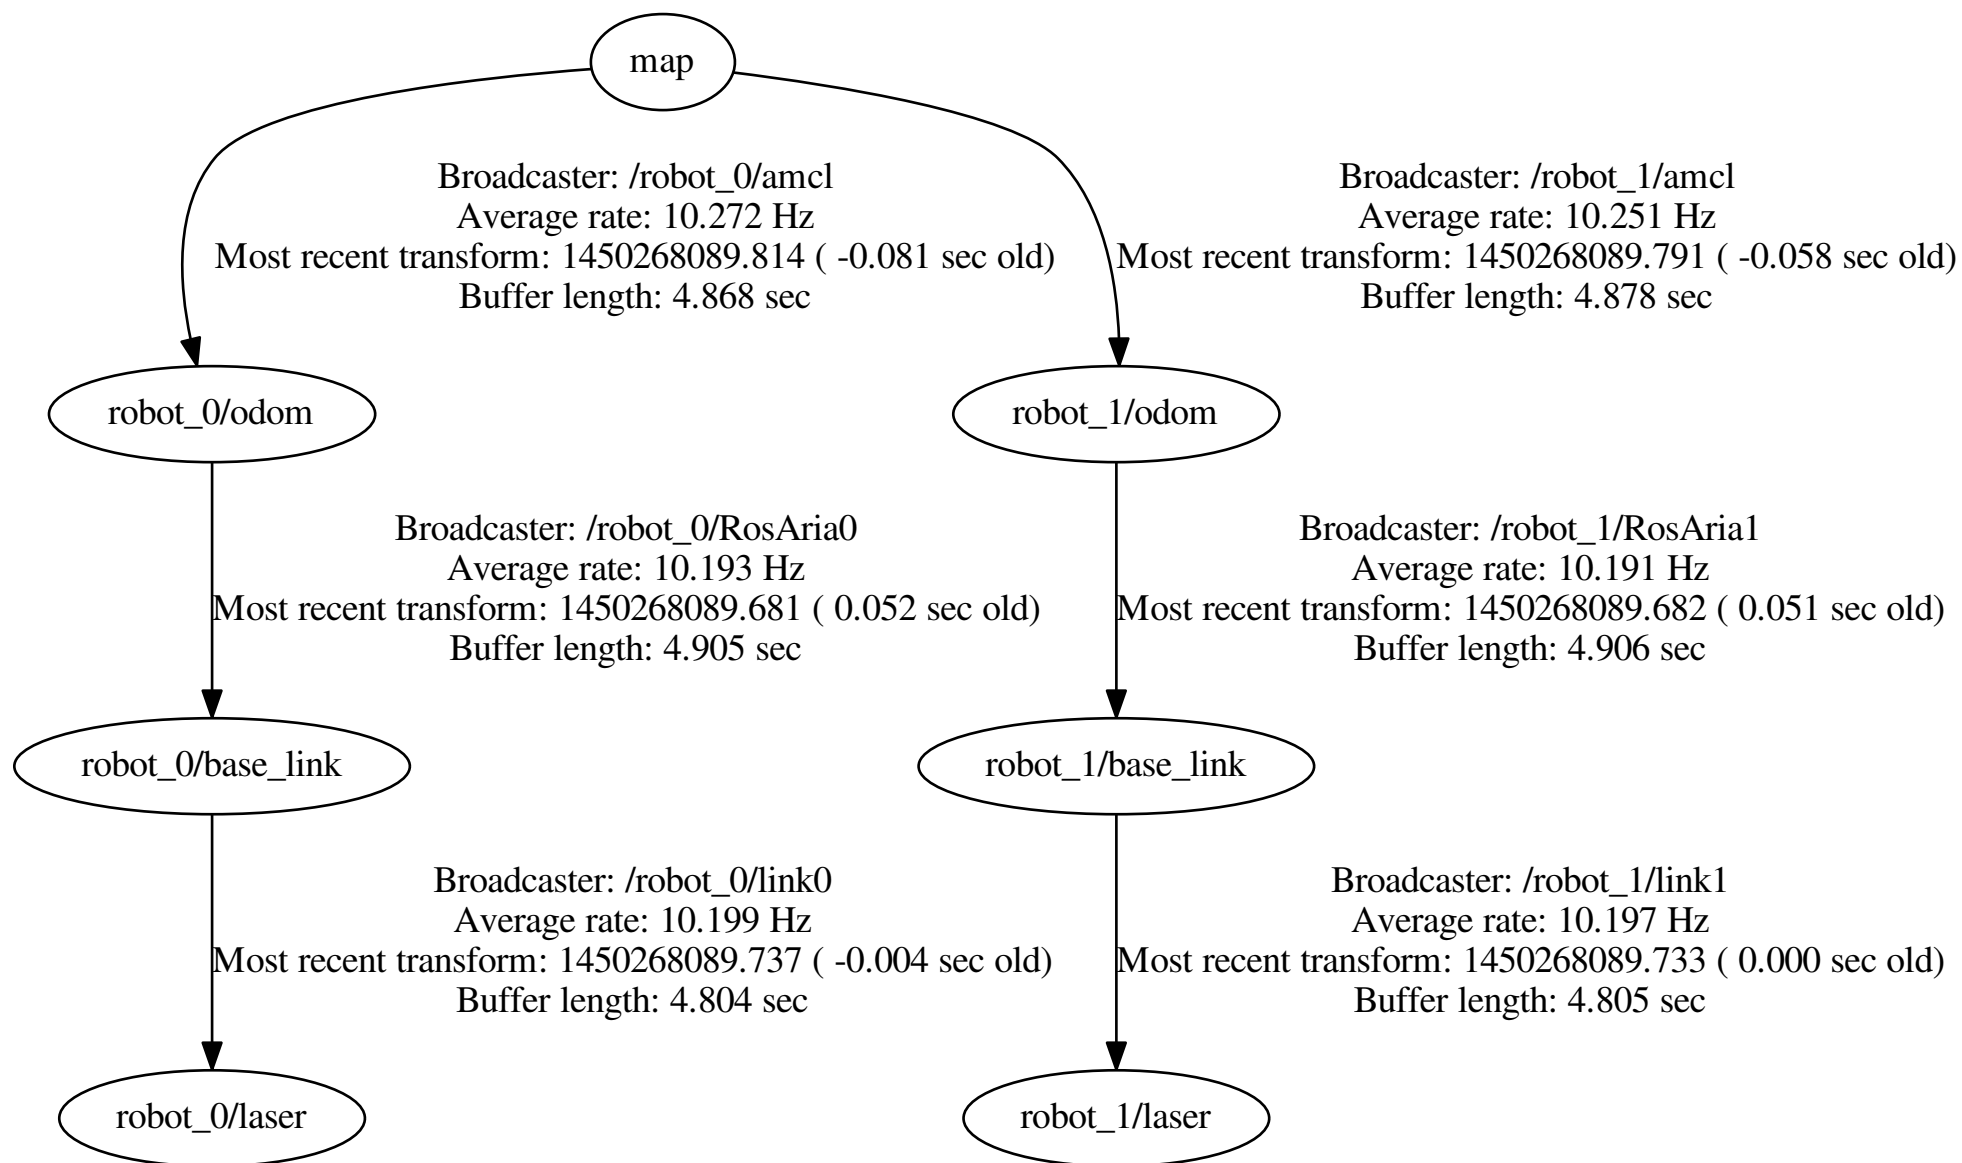 map
Broadcaster: /robot_0/amcl
Average rate: 10.272 Hz
Most recent transform: 1450268089.814 ( -0.081 sec old)
Buffer length: 4.868 sec
Broadcaster: /robot_1/amcl
Average rate: 10.251 Hz
Most recent transform: 1450268089.791 ( -0.058 sec old)
Buffer length: 4.878 sec
robot_0/odom
robot_1/odom
Broadcaster: /robot_0/RosAria0
Average rate: 10.193 Hz
Most recent transform: 1450268089.681 ( 0.052 sec old)
Buffer length: 4.905 sec
Broadcaster: /robot_1/RosAria1
Average rate: 10.191 Hz
Most recent transform: 1450268089.682 ( 0.051 sec old)
Buffer length: 4.906 sec
robot_0/base_link
robot_1/base_link
Broadcaster: /robot_0/link0
Average rate: 10.199 Hz
Most recent transform: 1450268089.737 ( -0.004 sec old)
Buffer length: 4.804 sec
Broadcaster: /robot_1/link1
Average rate: 10.197 Hz
Most recent transform: 1450268089.733 ( 0.000 sec old)
Buffer length: 4.805 sec
robot_0/laser
robot_1/laser